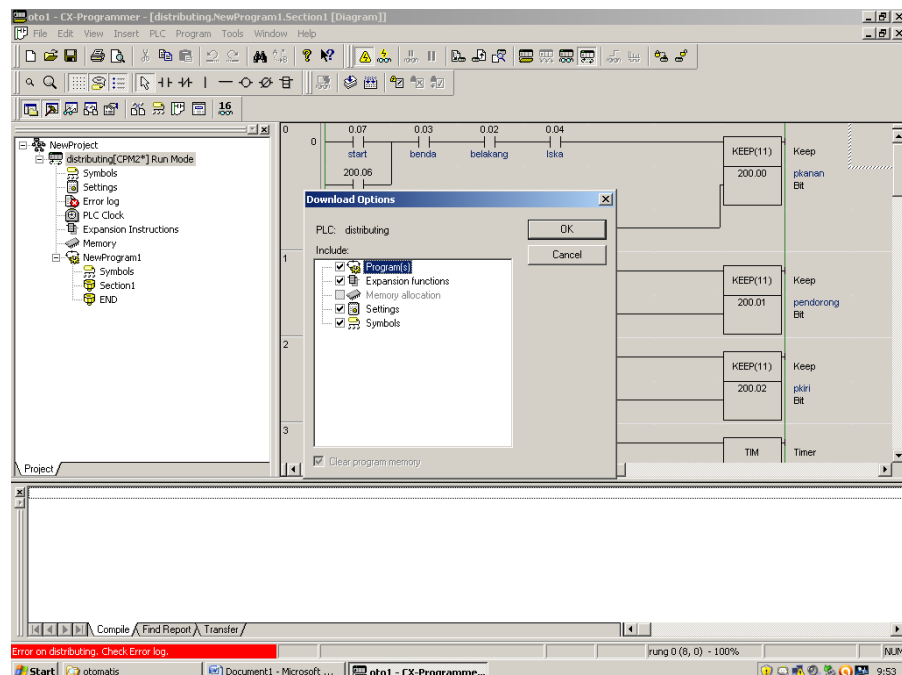 oto1 - CX-Programmer - [distributing.NewProgram1.Section1 [Diagram]]
File Edit View Insert PLC Program Tools Window Help
16
NewProject
distributing[CPM2*] Run Mode
Symbols
Settings
Error log
PLC Clock
Expansion Instructions
Memory
NewProgram1
Symbols
Section1
END
Project
0
0
0.07
0.03
0.02
0.04
start
benda
belakang
lska
200.06
KEEP(11)
Keep
200.00
pkanan
Bit
1
KEEP(11)
Keep
200.01
pendorong
Bit
2
KEEP(11)
Keep
200.02
pkiri
Bit
3
TIM
Timer
Download Options
PLC: distributing
OK
Include:
Cancel
Program(s)
Expansion functions
Memory allocation
Settings
Symbols
Clear program memory
Compile Find Report Transfer
Error on distributing. Check Error log.
rung 0 (8, 0) - 100%
NUM
Start
otomatis
Document1 - Microsoft ...
oto1 - CX-Programme...
9:53